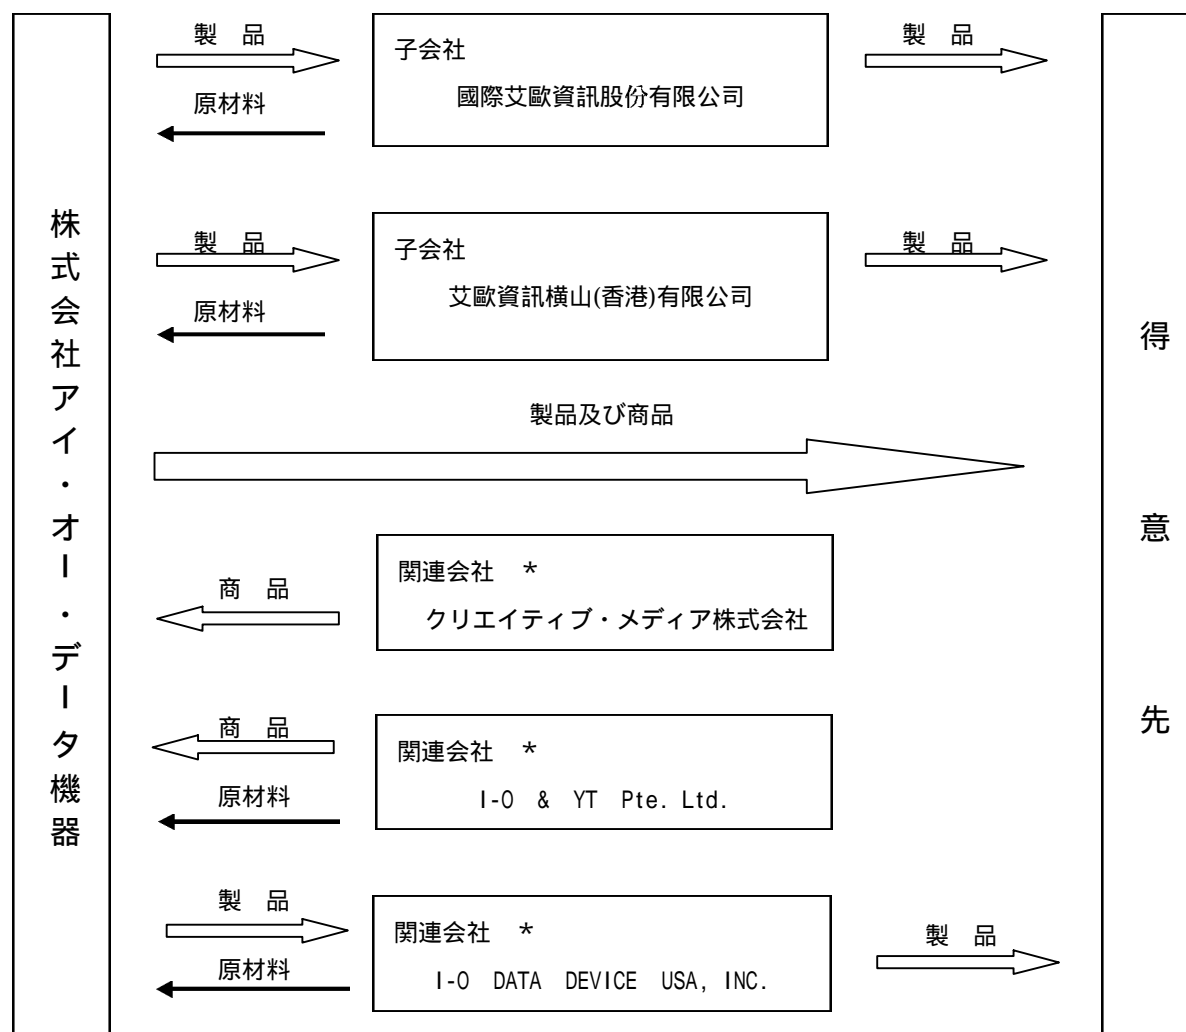 株式会社アイ・オー・データ機器
製 品
原材料
子会社
國際艾歐資訊股份有限公司
製 品
製 品
原材料
子会社
艾歐資訊横山(香港)有限公司
製 品
製品及び商品
商 品
関連会社 *
クリエイティブ・メディア株式会社
商 品
原材料
関連会社 *
I-O & YT Pte. Ltd.
製 品
原材料
関連会社 *
I-O DATA DEVICE USA, INC.
製 品
得意先